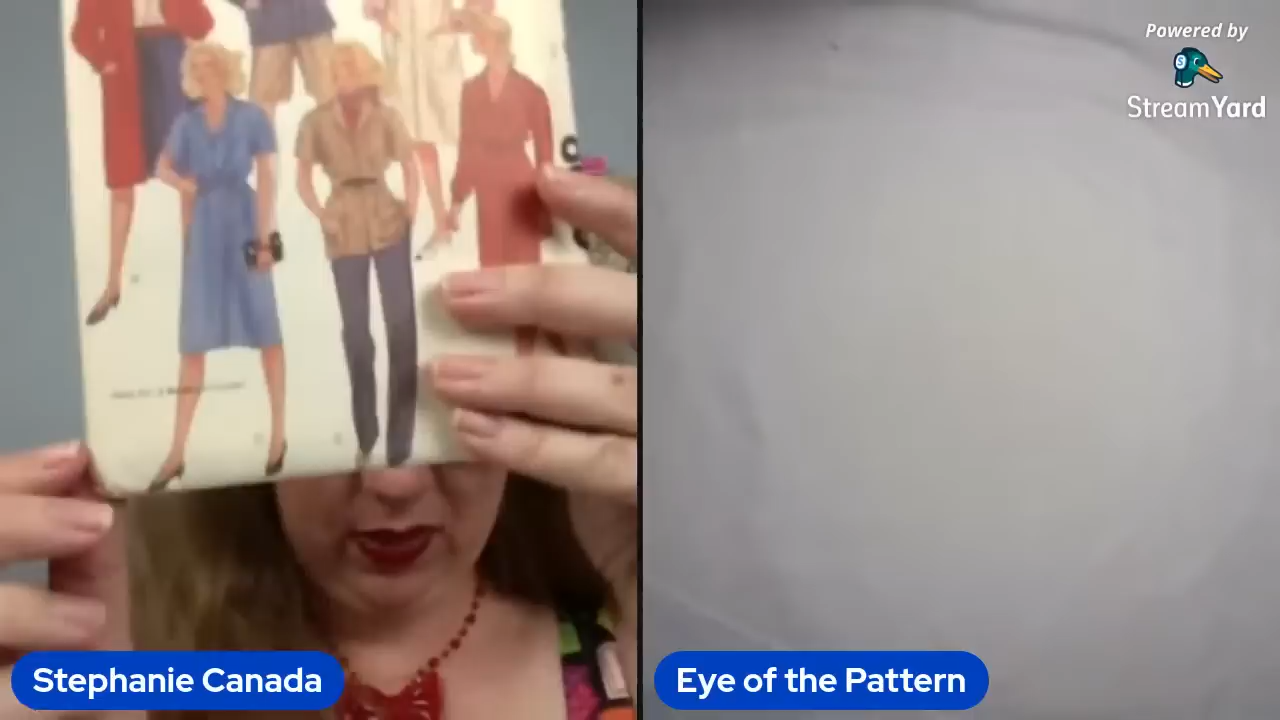 Powered by
StreamYard
Stephanie Canada
Eye of the Pattern